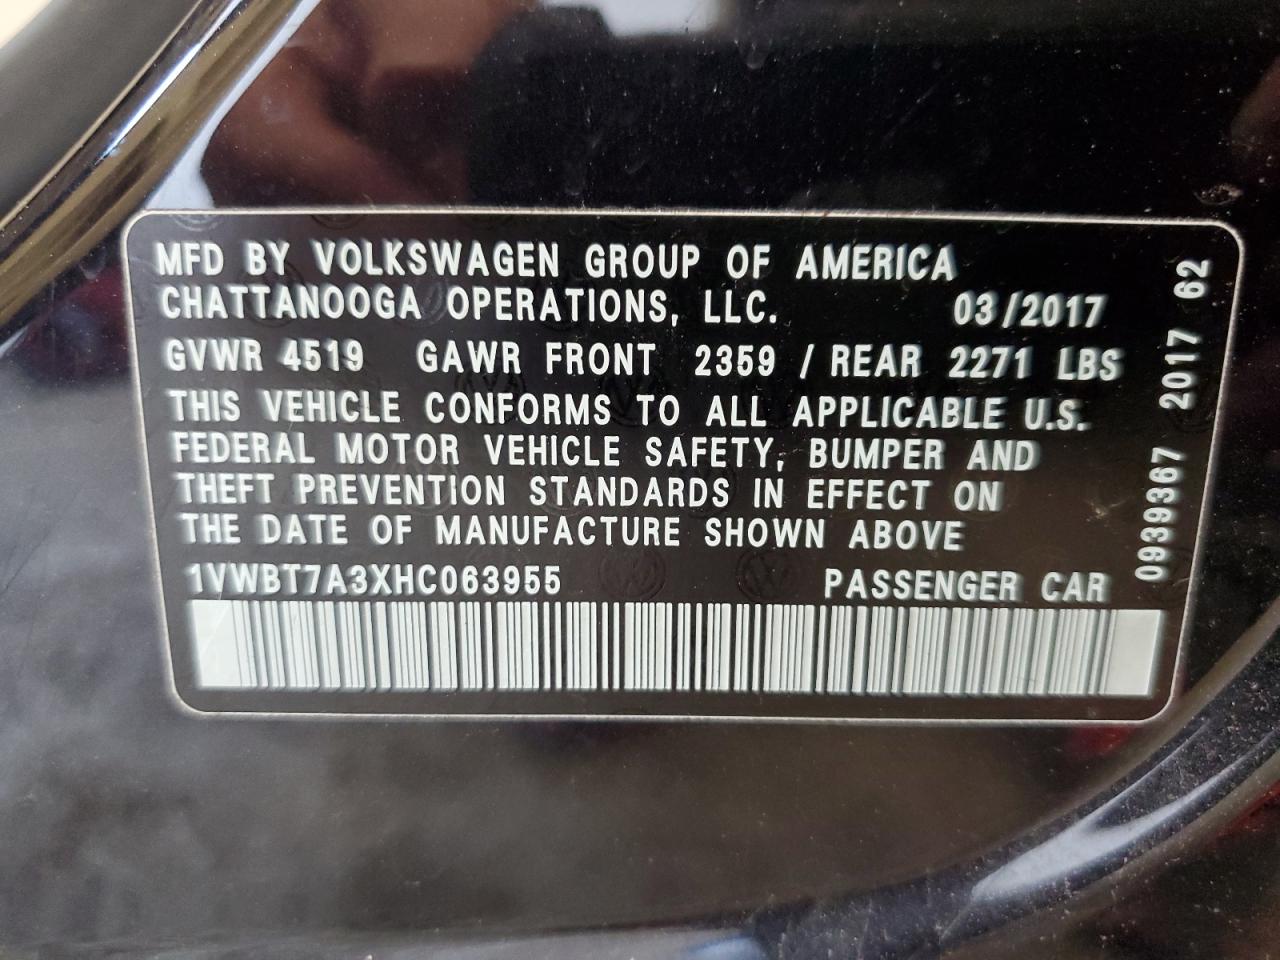 MFD BY VOLKSWAGEN GROUP OF AMERICA
CHATTANOOGA OPERATIONS, LLC. 03/2017
GVWR 4519 GAWR FRONT 2359 / REAR 2271 LBS
THIS VEHICLE CONFORMS TO ALL APPLICABLE U.S.
FEDERAL MOTOR VEHICLE SAFETY, BUMPER AND
THEFT PREVENTION STANDARDS IN EFFECT ON
THE DATE OF MANUFACTURE SHOWN ABOVE
1VWBT7A3XHC063955 PASSENGER CAR
0939367 2017 62